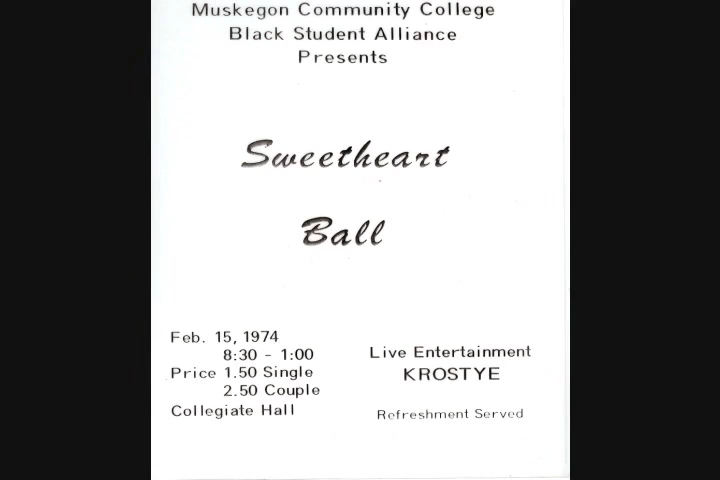 Muskegon Community College
Black Student Alliance
Presents
Sweetheart
Ball
Feb. 15, 1974
8:30 - 1:00
Price 1.50 Single
2.50 Couple
Collegiate Hall
Live Entertainment
KROSTYE
Refreshment Served